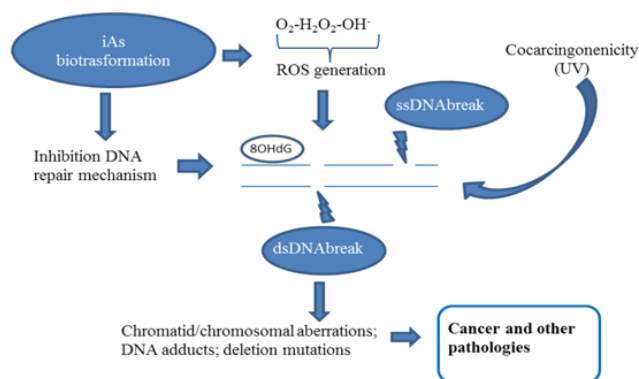 iAs
biotrasformation
O₂-H₂O₂-OH⁻
ROS generation
Cocarcingonenicity
(UV)
ssDNAbreak
Inhibition DNA
repair mechanism
8OHdG
dsDNAbreak
Chromatid/chromosomal aberrations;
DNA adducts; deletion mutations
Cancer and other
pathologies